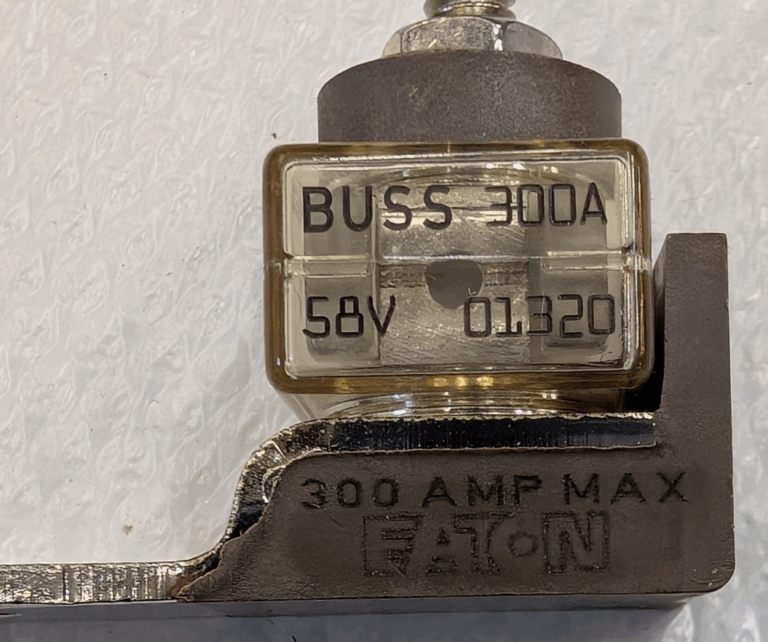 BUSS 300A
58V 01320
300 AMP MAX
EATON